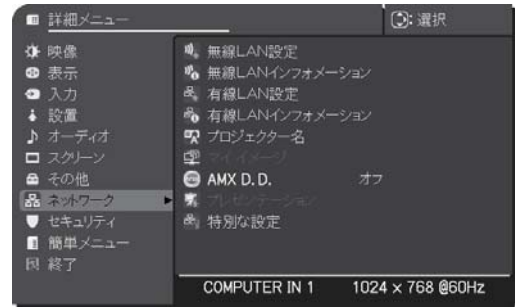 詳細メニュー
:選択
映像
表示
入力
設置
オーディオ
スクリーン
その他
ネットワーク
セキュリティ
簡単メニュー
終了
無線LAN設定
無線LANインフォメーション
有線LAN設定
有線LANインフォメーション
プロジェクター名
マイ イメージ
AMX D.D. オフ
プレゼンテーション
特別な設定
COMPUTER IN 1 1024 × 768 @60Hz